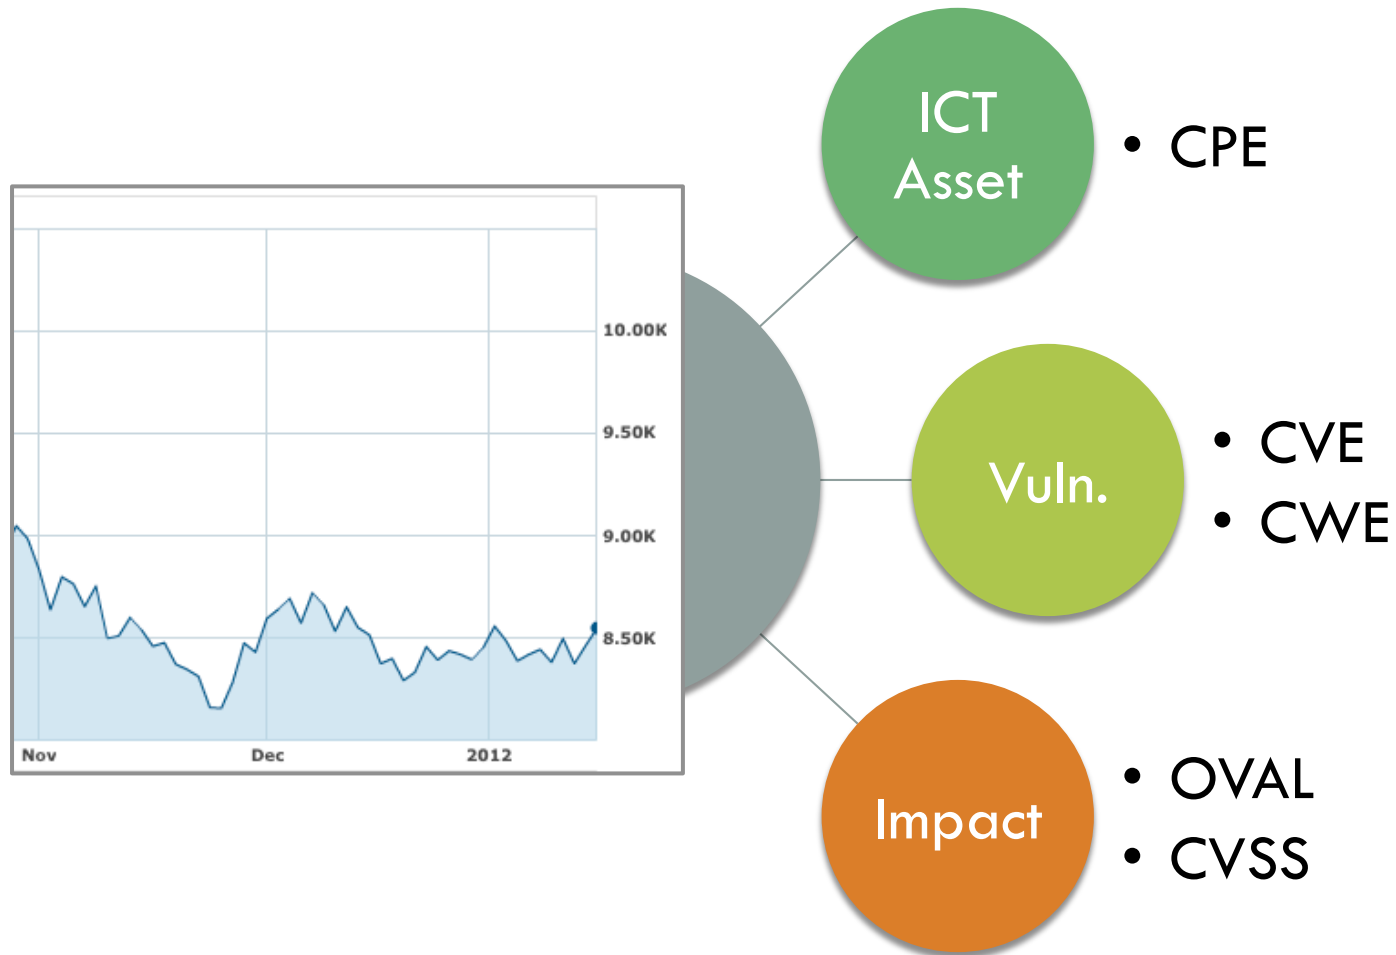 10.00K
9.50K
9.00K
8.50K
Nov Dec 2012
ICT
Asset
• CPE
Vuln.
• CVE
• CWE
Impact
• OVAL
• CVSS